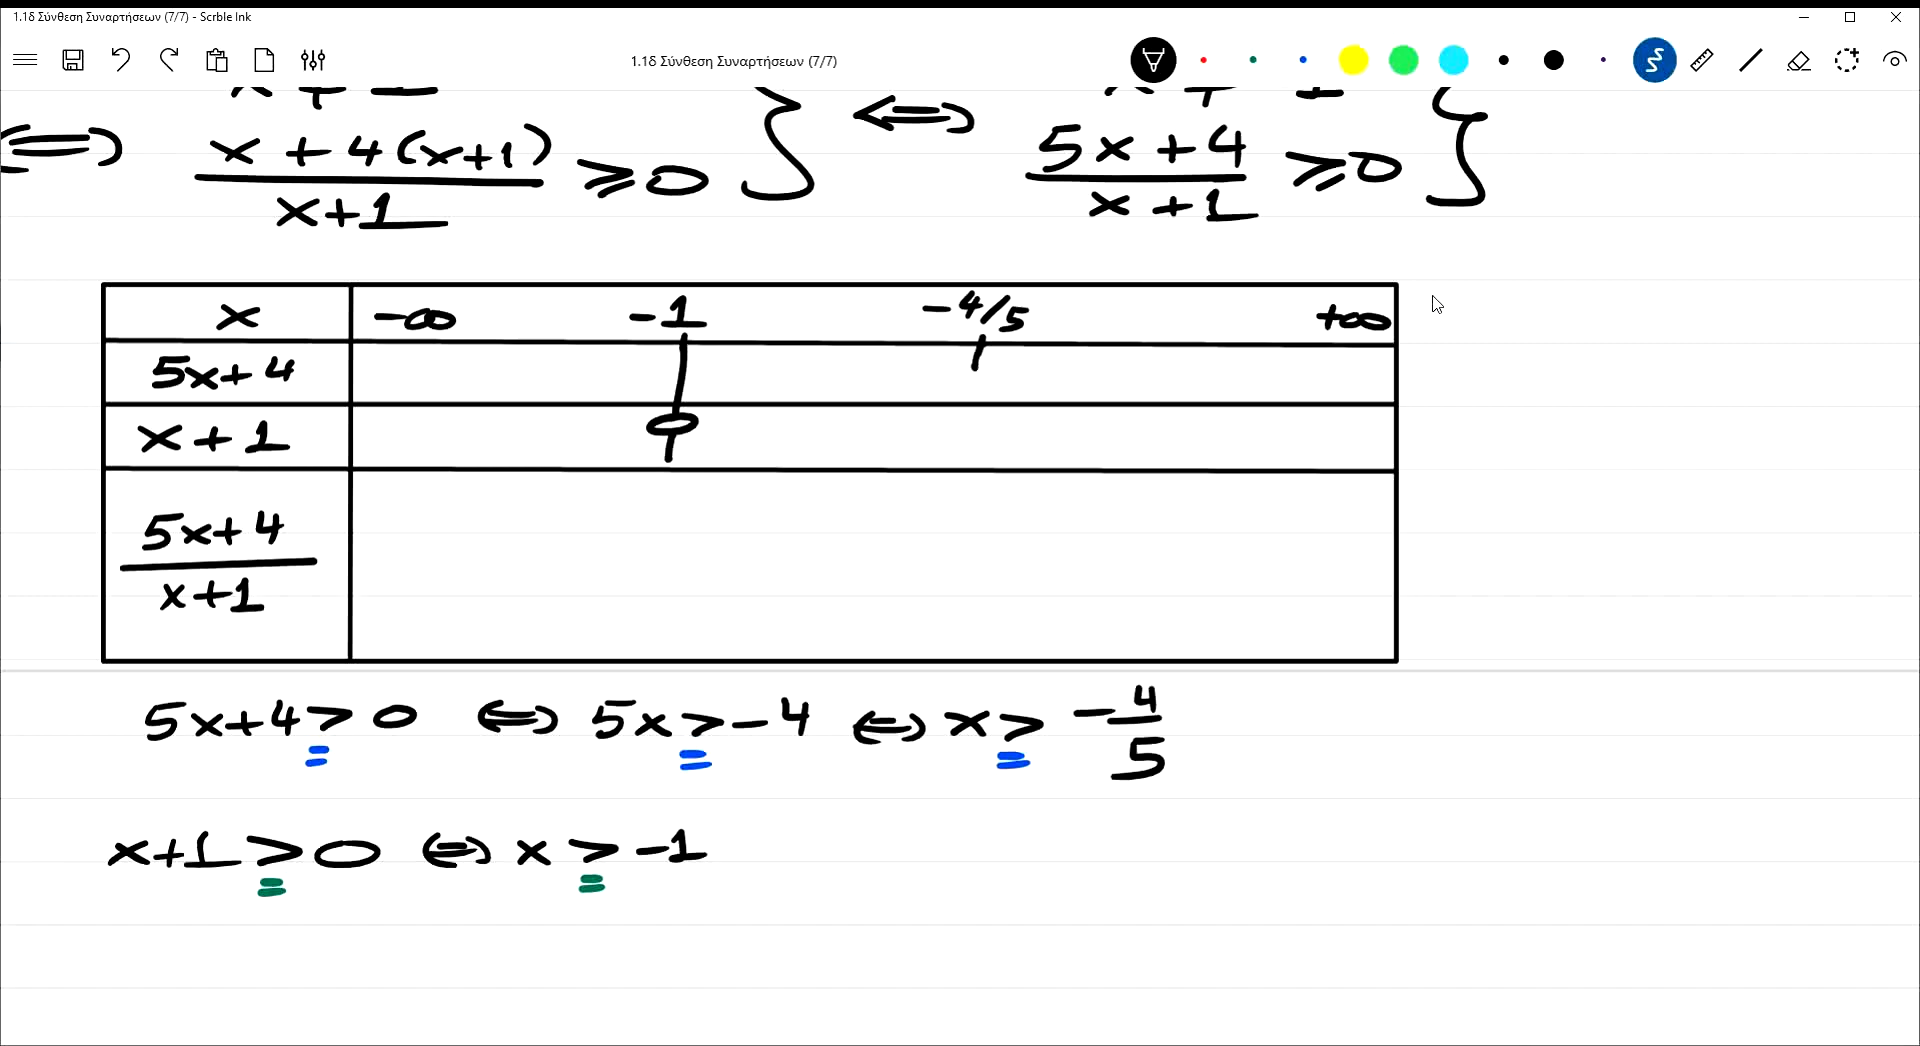 1.1δ Σύνθεση Συναρτήσεων (7/7) - Scrble Ink
1.1δ Σύνθεση Συναρτήσεων (7/7)
⇔ x + 4(x+1) / x+1 ≥ 0 } ⇔ 5x + 4 / x + 1 ≥ 0 }
x -∞ -1 -4/5 +∞
5x+4
x+1
5x+4
x+1
5x+4 > 0 ⇔ 5x > -4 ⇔ x > -4/5
= = =
x+1 > 0 ⇔ x > -1
= =